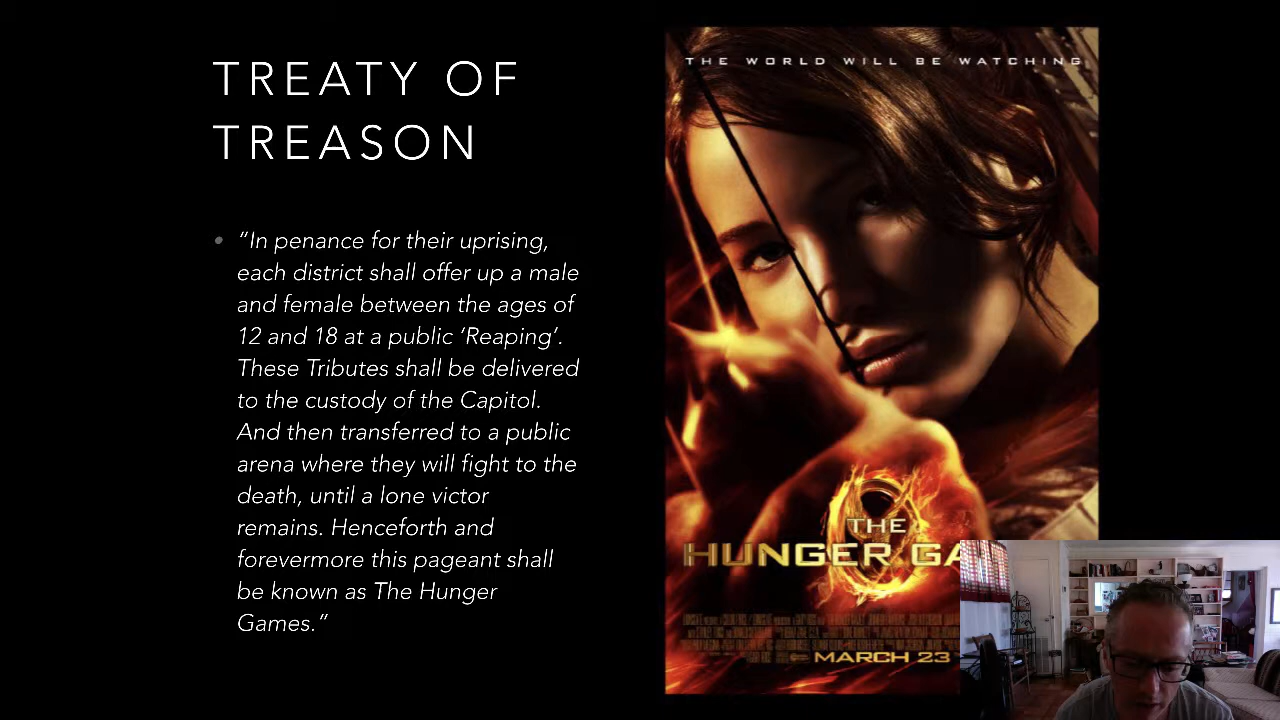 TREATY OF
TREASON
• “In penance for their uprising,
each district shall offer up a male
and female between the ages of
12 and 18 at a public ‘Reaping’.
These Tributes shall be delivered
to the custody of the Capitol.
And then transferred to a public
arena where they will fight to the
death, until a lone victor
remains. Henceforth and
forevermore this pageant shall
be known as The Hunger
Games.”
THE WORLD WILL BE WATCHING
THE
HUNGER GA
MARCH 23